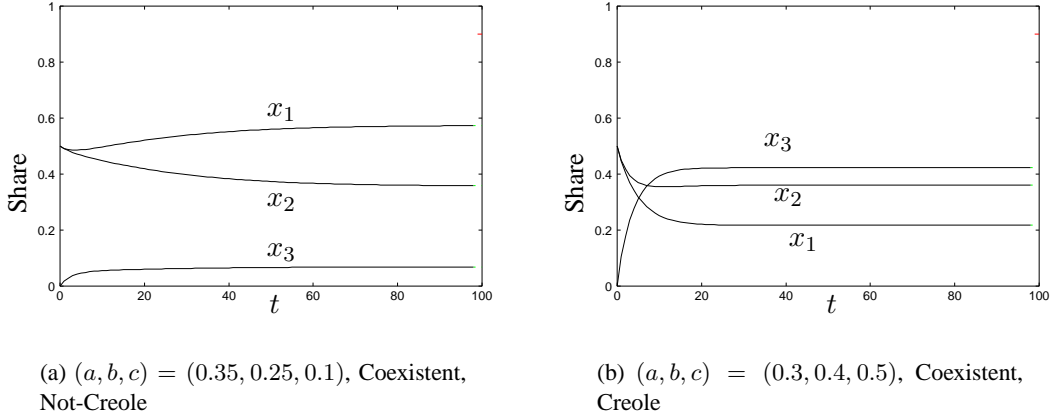 1
0.8
0.6
0.4
0.2
0
Share
x1
x2
x3
0 20 40 60 80 100
t
(a) (a, b, c) = (0.35, 0.25, 0.1), Coexistent,
Not-Creole
1
0.8
0.6
0.4
0.2
0
Share
x3
x2
x1
0 20 40 60 80 100
t
(b) (a, b, c) = (0.3, 0.4, 0.5), Coexistent,
Creole